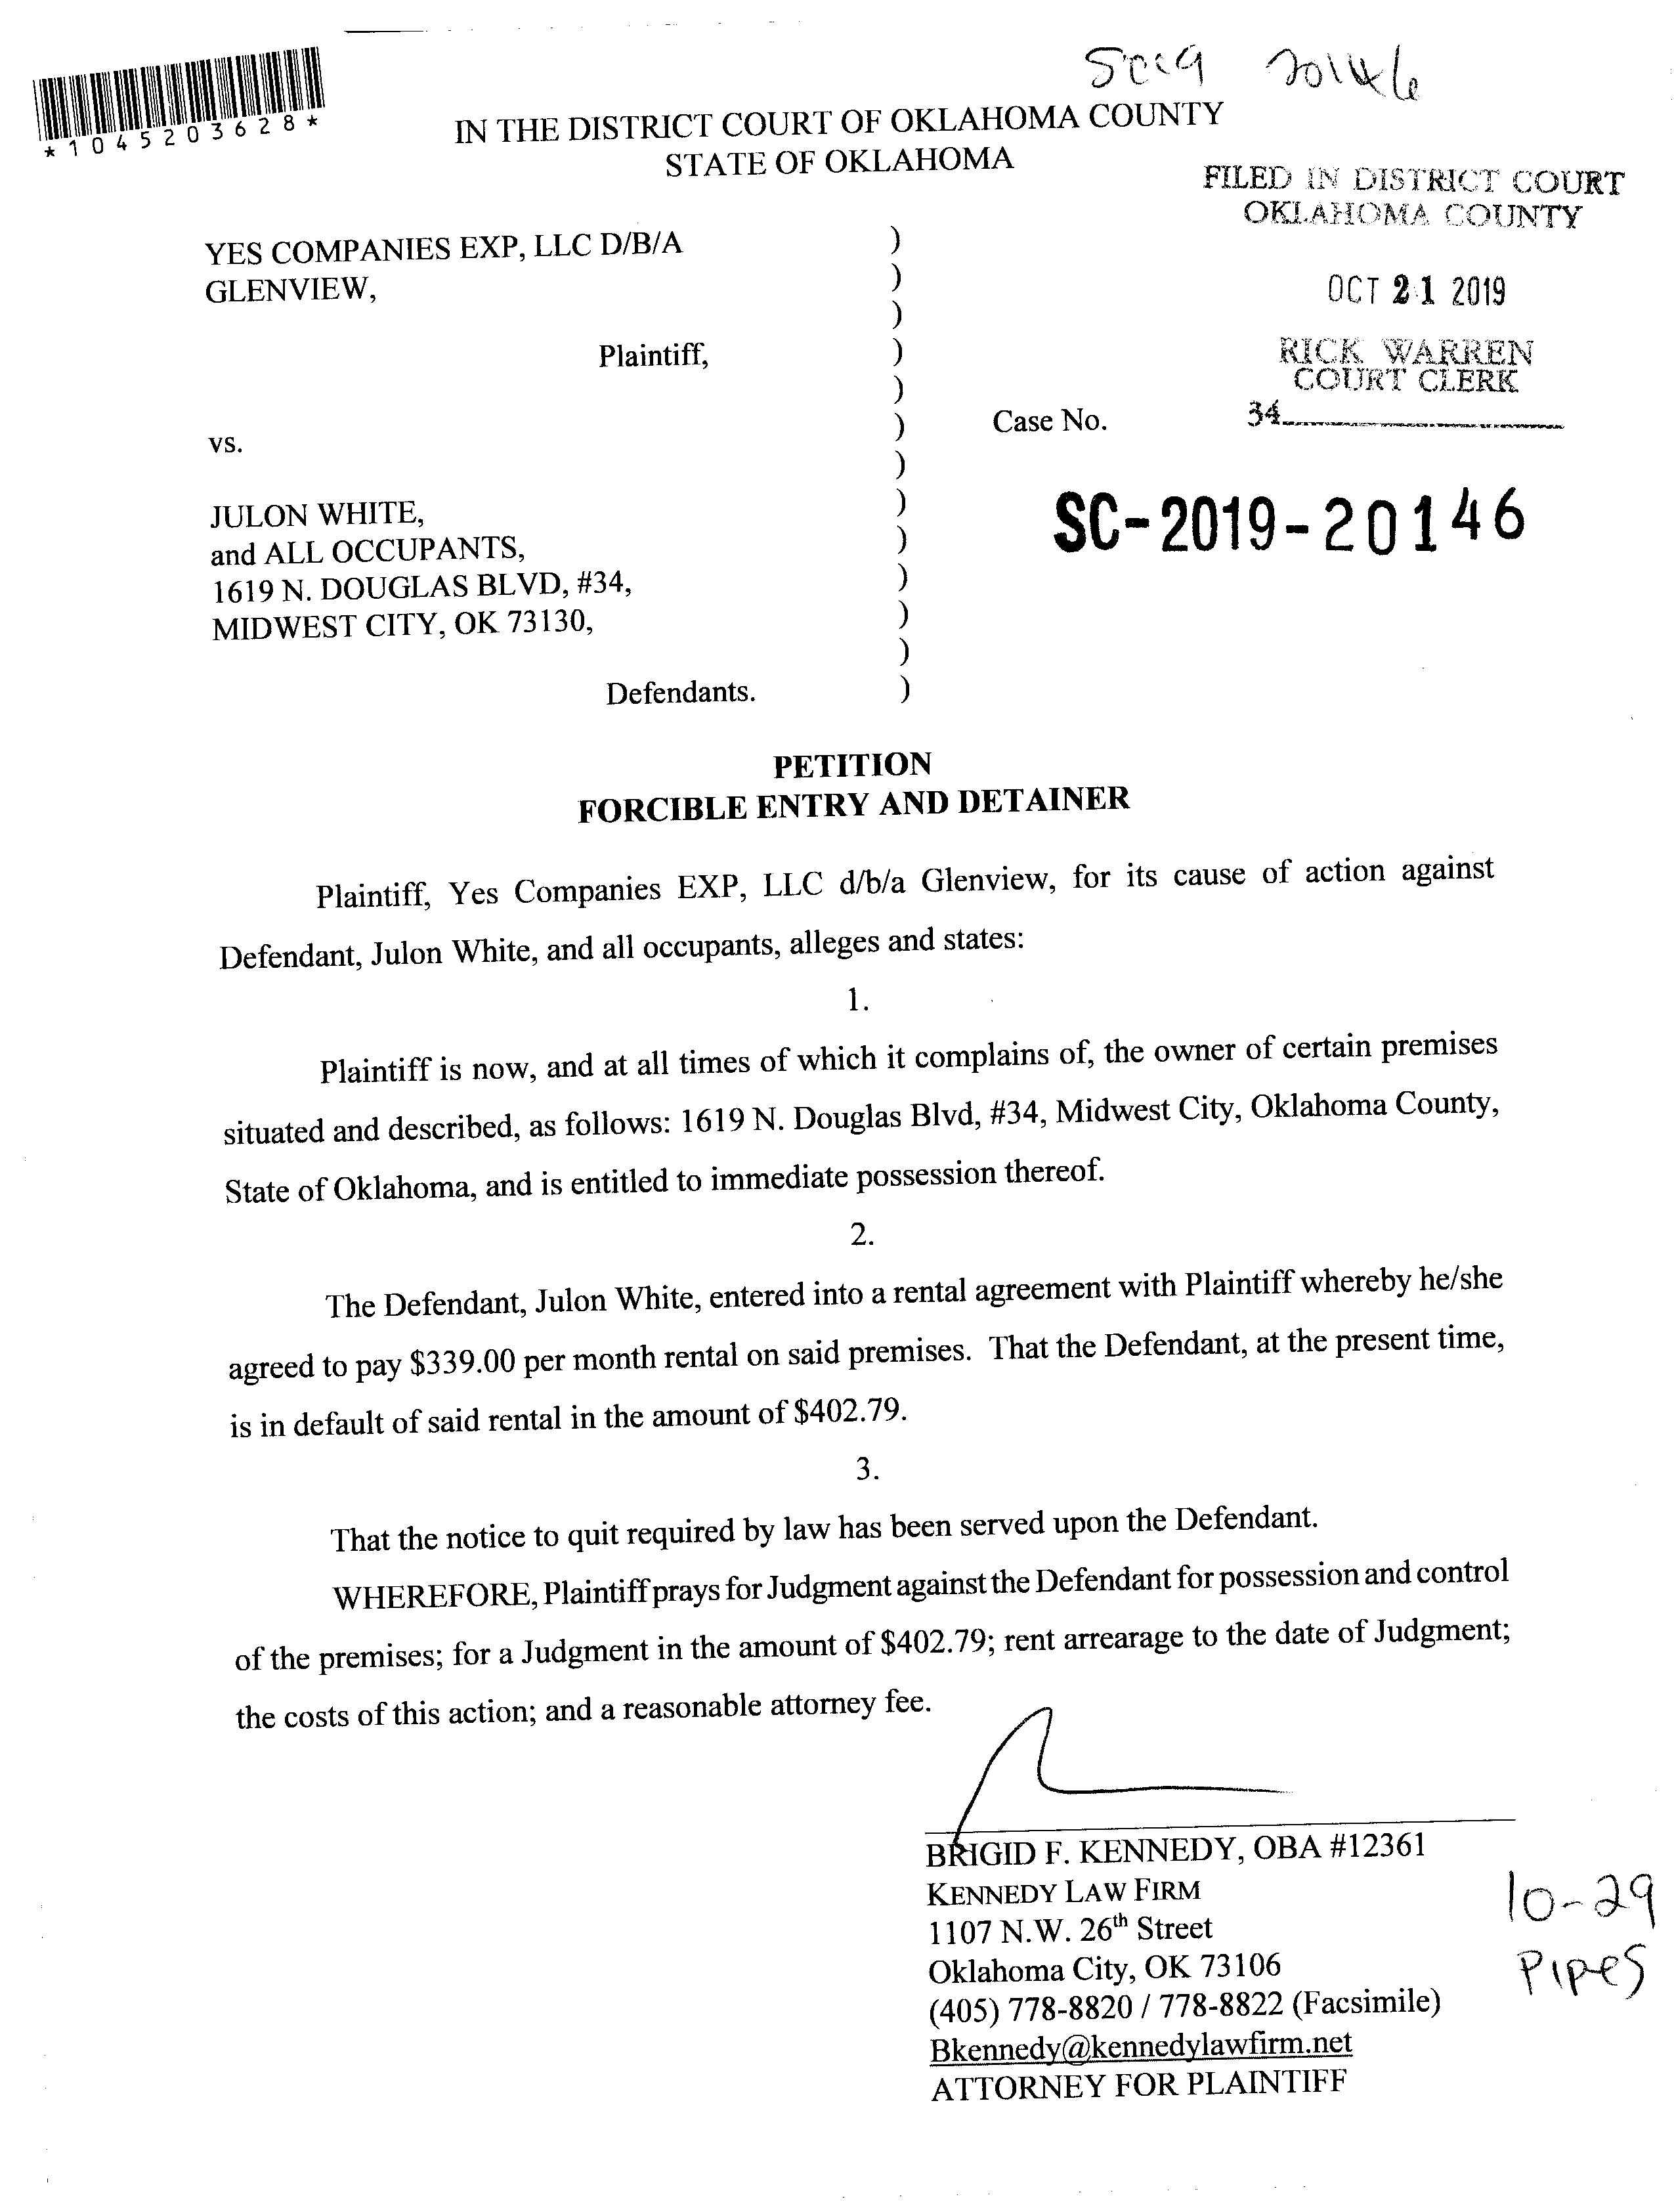 SC19 20146
*1045203628*
IN THE DISTRICT COURT OF OKLAHOMA COUNTY
STATE OF OKLAHOMA
FILED IN DISTRICT COURT
OKLAHOMA COUNTY
OCT 21 2019
RICK WARREN
COURT CLERK
34
YES COMPANIES EXP, LLC D/B/A
GLENVIEW,
Plaintiff,
vs.
JULON WHITE,
and ALL OCCUPANTS,
1619 N. DOUGLAS BLVD, #34,
MIDWEST CITY, OK 73130,
Defendants.
)
)
)
)
)
)
)
)
)
)
)
)
)
Case No.
SC-2019-20146
PETITION
FORCIBLE ENTRY AND DETAINER
Plaintiff, Yes Companies EXP, LLC d/b/a Glenview, for its cause of action against
Defendant, Julon White, and all occupants, alleges and states:
1.
Plaintiff is now, and at all times of which it complains of, the owner of certain premises
situated and described, as follows: 1619 N. Douglas Blvd, #34, Midwest City, Oklahoma County,
State of Oklahoma, and is entitled to immediate possession thereof.
2.
The Defendant, Julon White, entered into a rental agreement with Plaintiff whereby he/she
agreed to pay $339.00 per month rental on said premises. That the Defendant, at the present time,
is in default of said rental in the amount of $402.79.
3.
That the notice to quit required by law has been served upon the Defendant.
WHEREFORE, Plaintiff prays for Judgment against the Defendant for possession and control
of the premises; for a Judgment in the amount of $402.79; rent arrearage to the date of Judgment;
the costs of this action; and a reasonable attorney fee.
BRIGID F. KENNEDY, OBA #12361
KENNEDY LAW FIRM
1107 N.W. 26th Street
Oklahoma City, OK 73106
(405) 778-8820 / 778-8822 (Facsimile)
Bkennedy@kennedylawfirm.net
ATTORNEY FOR PLAINTIFF
10-29
Pipes